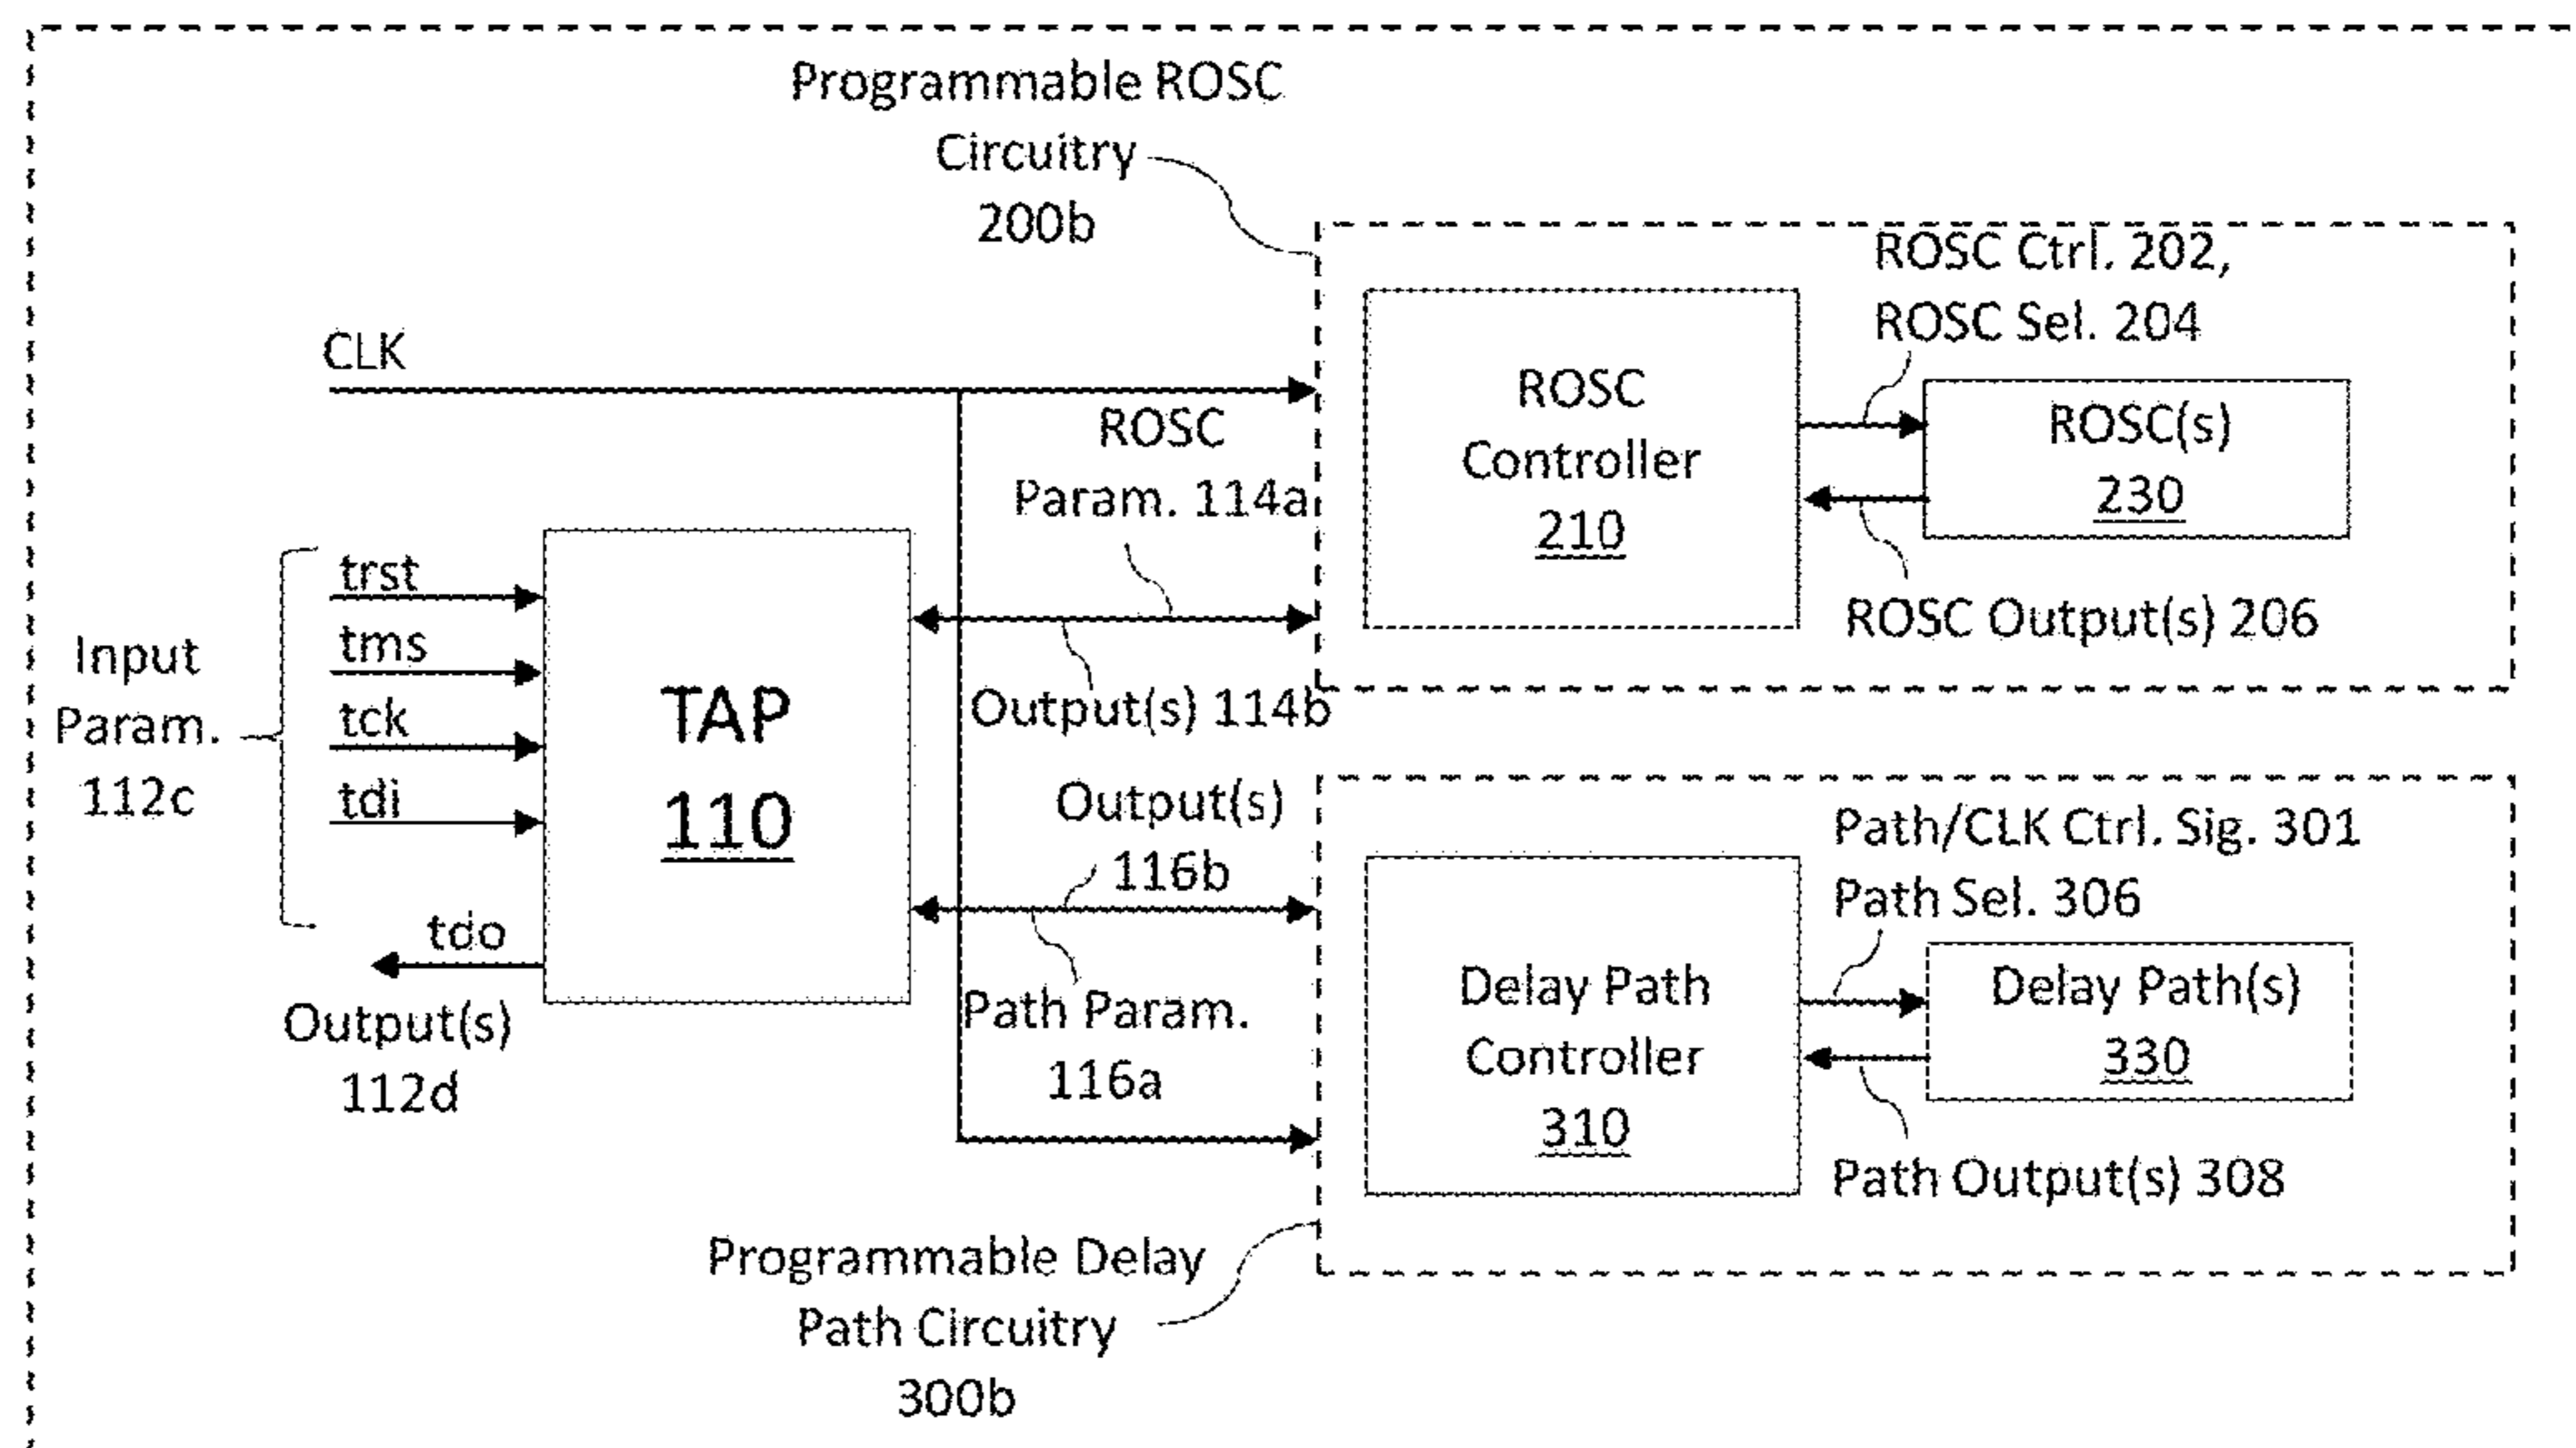 Programmable ROSC
Circuitry
200b
CLK
ROSC
Param. 114a
ROSC Ctrl. 202,
ROSC Sel. 204
ROSC
Controller
210
ROSC(s)
230
ROSC Output(s) 206
Input
Param.
112c
trst
tms
tck
tdi
tdo
Output(s)
112d
TAP
110
Output(s) 114b
Output(s)
116b
Path Param.
116a
Path/CLK Ctrl. Sig. 301
Path Sel. 306
Delay Path
Controller
310
Delay Path(s)
330
Path Output(s) 308
Programmable Delay
Path Circuitry
300b